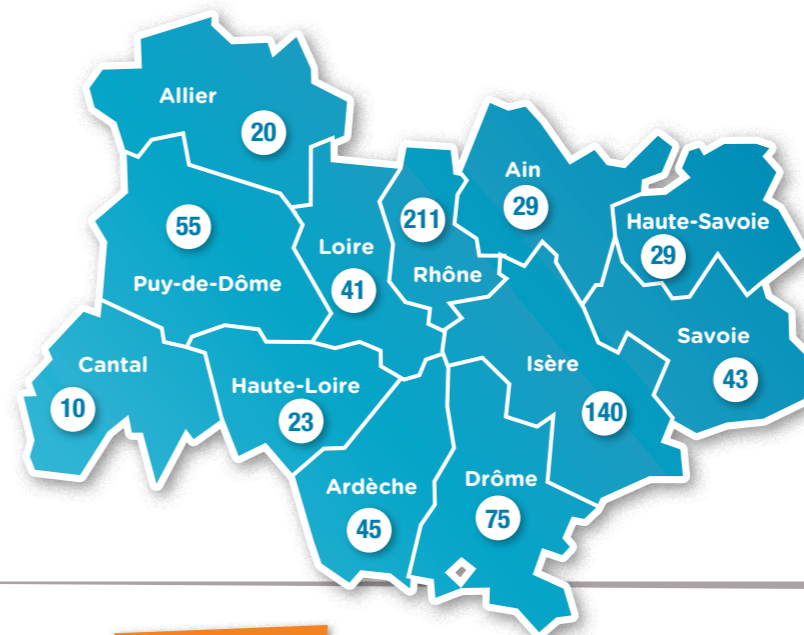 Allier
20
55
Puy-de-Dôme
Loire
41
211
Rhône
Ain
29
Haute-Savoie
29
Savoie
43
Isère
140
Cantal
10
Haute-Loire
23
Ardèche
45
Drôme
75